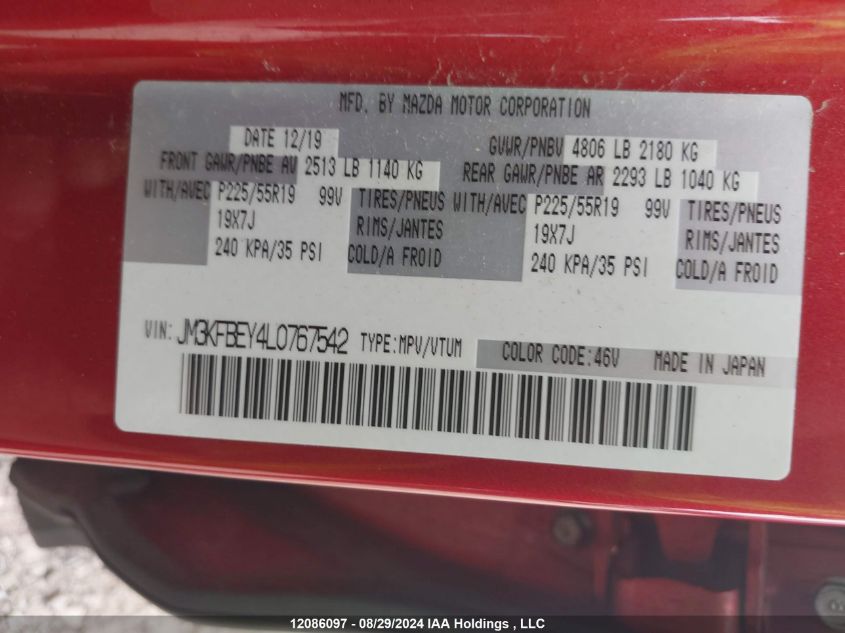 MFD. BY MAZDA MOTOR CORPORATION
DATE 12/19 GVWR/PNBV 4806 LB 2180 KG
FRONT GAWR/PNBE AV 2513 LB 1140 KG REAR GAWR/PNBE AR 2293 LB 1040 KG
WITH/AVEC P225/55R19 99V TIRES/PNEUS WITH/AVEC P225/55R19 99V TIRES/PNEUS
19X7J RIMS/JANTES 19X7J RIMS/JANTES
240 KPA/35 PSI COLD/A FROID 240 KPA/35 PSI COLD/A FROID
VIN: JM3KFBEY4L0767542 TYPE:MPV/VTUM COLOR CODE:46V MADE IN JAPAN
12086097 - 08/29/2024 IAA Holdings , LLC